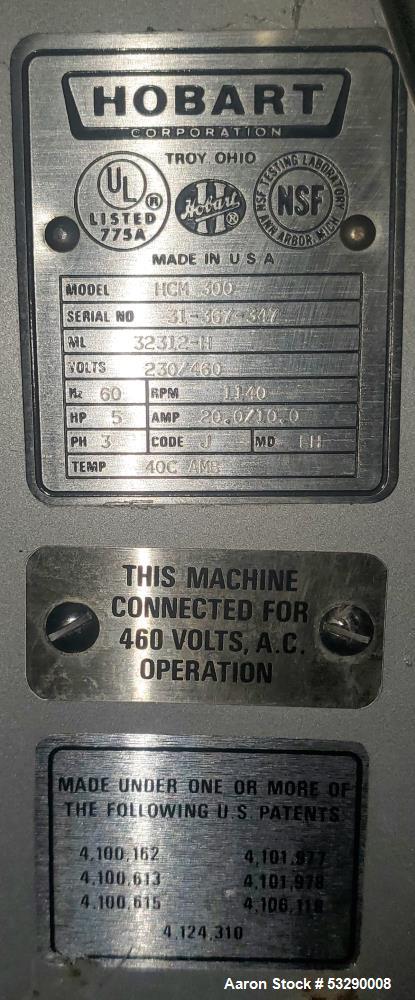 HOBART
CORPORATION
TROY, OHIO
UL ®
LISTED
775A
Hobart ®
NSF TESTING LABORATORY
NSF
ANN ARBOR, MICH.
MADE IN U S A
MODEL HCM 300
SERIAL NO 31-367-347
ML 32312-H
VOLTS 230/460
Hz 60 RPM 1140
HP 5 AMP 20.0/10.0
PH 3 CODE J MO
TEMP 40C AMB
THIS MACHINE
CONNECTED FOR
460 VOLTS, A.C.
OPERATION
MADE UNDER ONE OR MORE OF
THE FOLLOWING U.S. PATENTS
4,100,162 4,101,977
4,100,613 4,101,978
4,100,615 4,106,118
4,124,310
Aaron Stock # 53290008